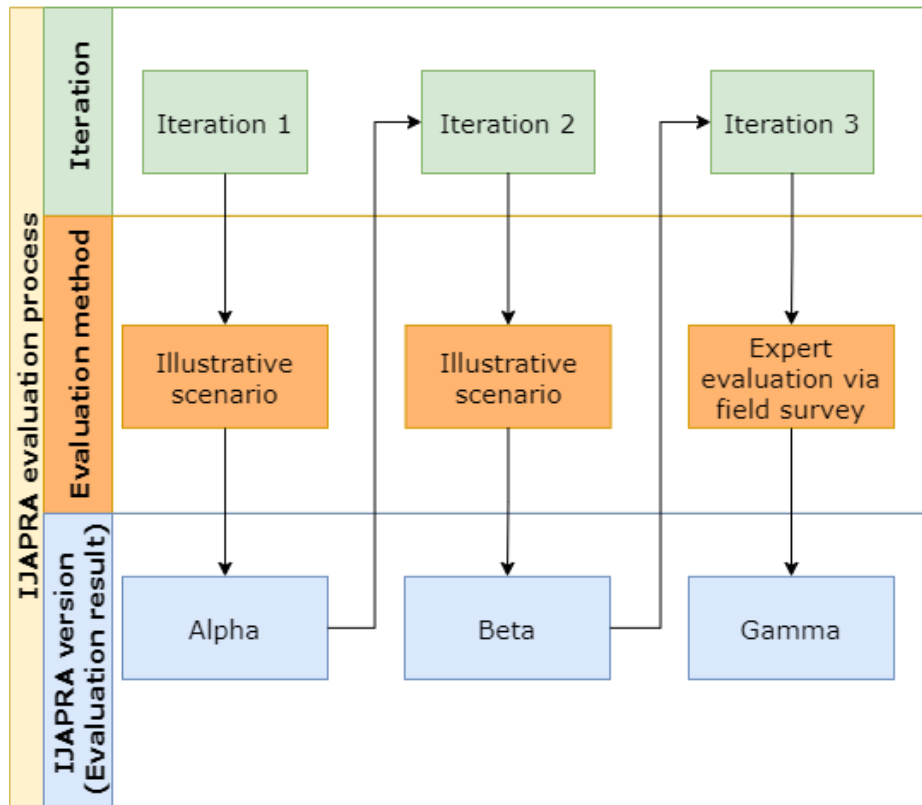 IJAPRA evaluation process
Iteration
Iteration 1
Iteration 2
Iteration 3
Evaluation method
Illustrative
scenario
Illustrative
scenario
Expert
evaluation via
field survey
IJAPRA version
(Evaluation result)
Alpha
Beta
Gamma